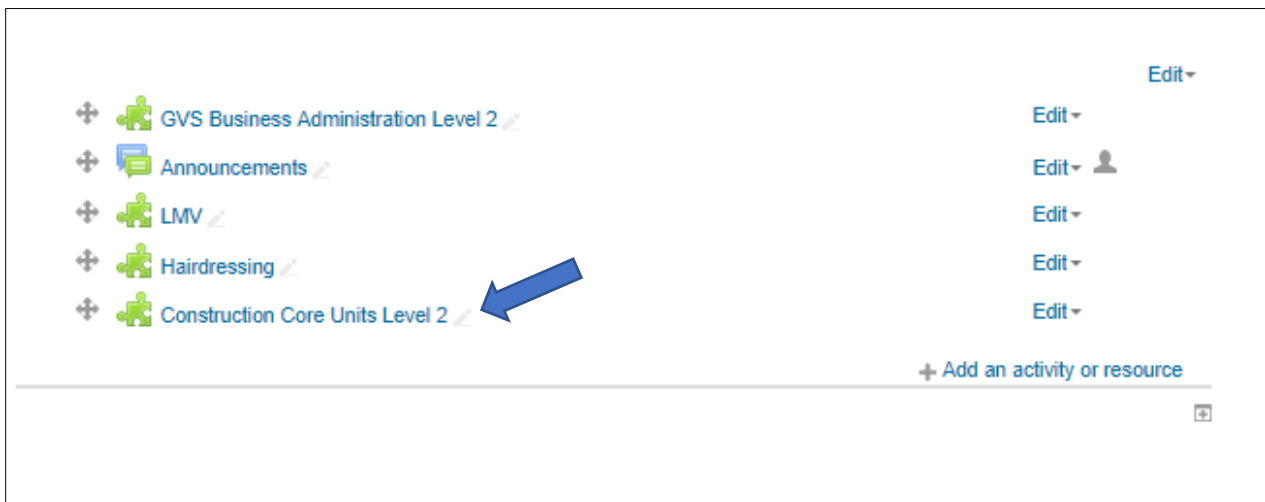 Edit
GVS Business Administration Level 2 Edit
Announcements Edit
LMV Edit
Hairdressing Edit
Construction Core Units Level 2 Edit
Add an activity or resource